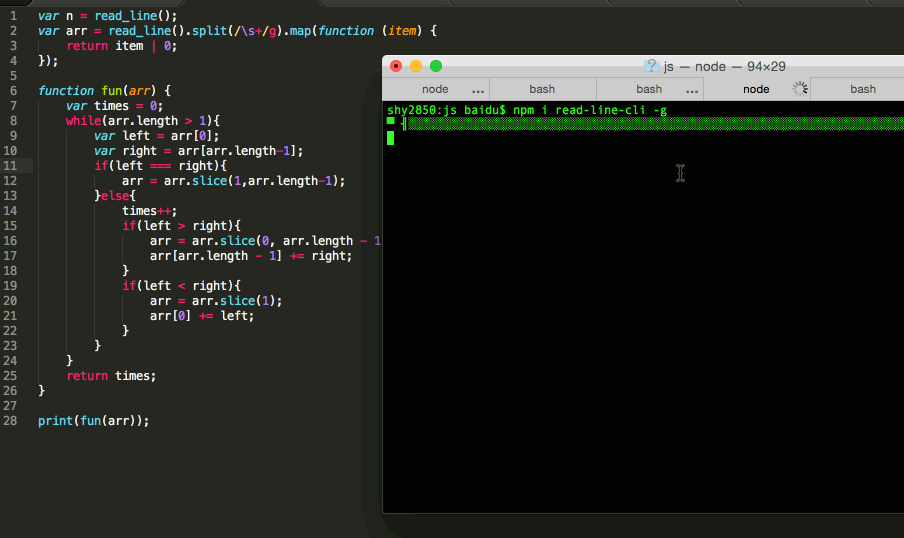 1 var n = read_line();
2 var arr = read_line().split(/\s+/g).map(function (item) {
3 return item | 0;
4 });
5
6 function fun(arr) {
7 var times = 0;
8 while(arr.length > 1){
9 var left = arr[0];
10 var right = arr[arr.length-1];
11 if(left === right){
12 arr = arr.slice(1,arr.length-1);
13 }else{
14 times++;
15 if(left > right){
16 arr = arr.slice(0, arr.length - 1
17 arr[arr.length - 1] += right;
18 }
19 if(left < right){
20 arr = arr.slice(1);
21 arr[0] += left;
22 }
23 }
24 }
25 return times;
26 }
27
28 print(fun(arr));
js — node — 94×29
node ... bash bash ... node bash
shy2850:js baidu$ npm i read-line-cli -g